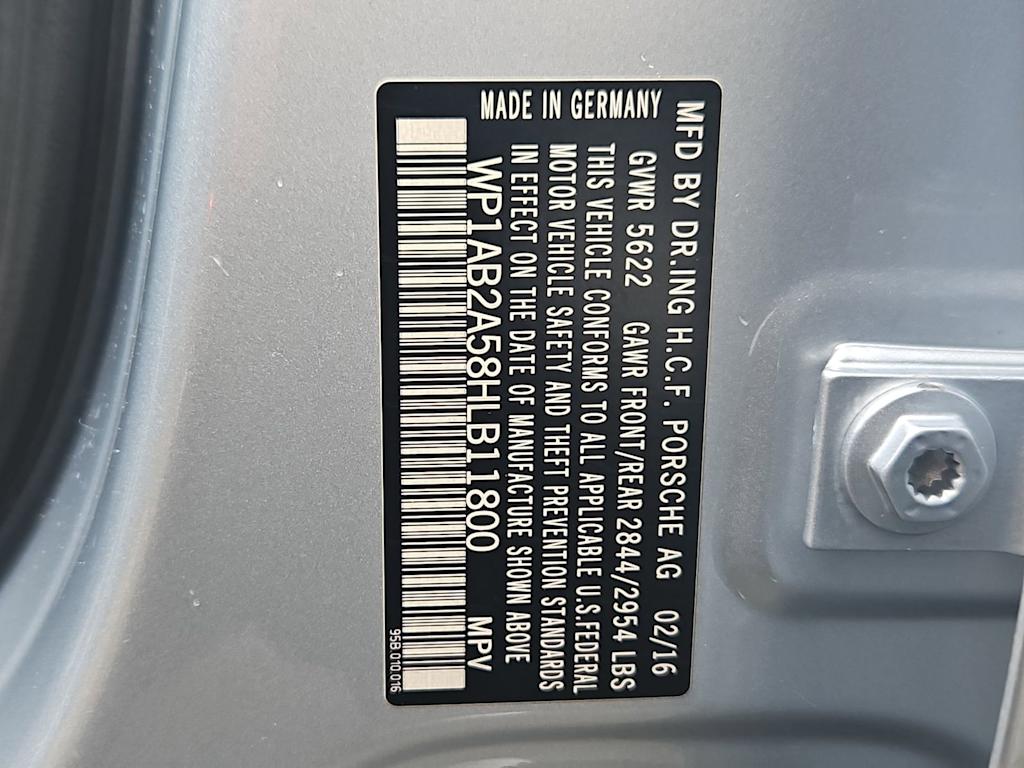 MFD BY DR.ING H.C.F. PORSCHE AG 02/16
GVWR 5622 GAWR FRONT/REAR 2844/2954 LBS
THIS VEHICLE CONFORMS TO ALL APPLICABLE U.S.FEDERAL
MOTOR VEHICLE SAFETY AND THEFT PREVENTION STANDARDS
IN EFFECT ON THE DATE OF MANUFACTURE SHOWN ABOVE
WP1AB2A58HLB11800 MPV
MADE IN GERMANY
95B.010.016